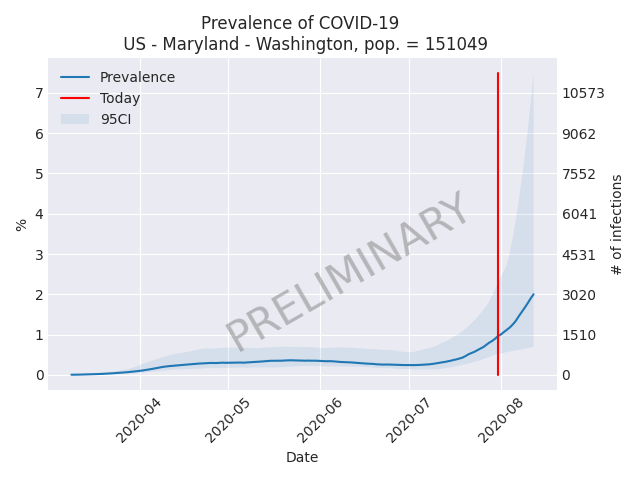 Prevalence of COVID-19
US - Maryland - Washington, pop. = 151049
Prevalence
Today
95CI
7
6
5
4
3
2
1
0
%
10573
9062
7552
6041
4531
3020
1510
0
# of infections
PRELIMINARY
2020-04
2020-05
2020-06
2020-07
2020-08
Date